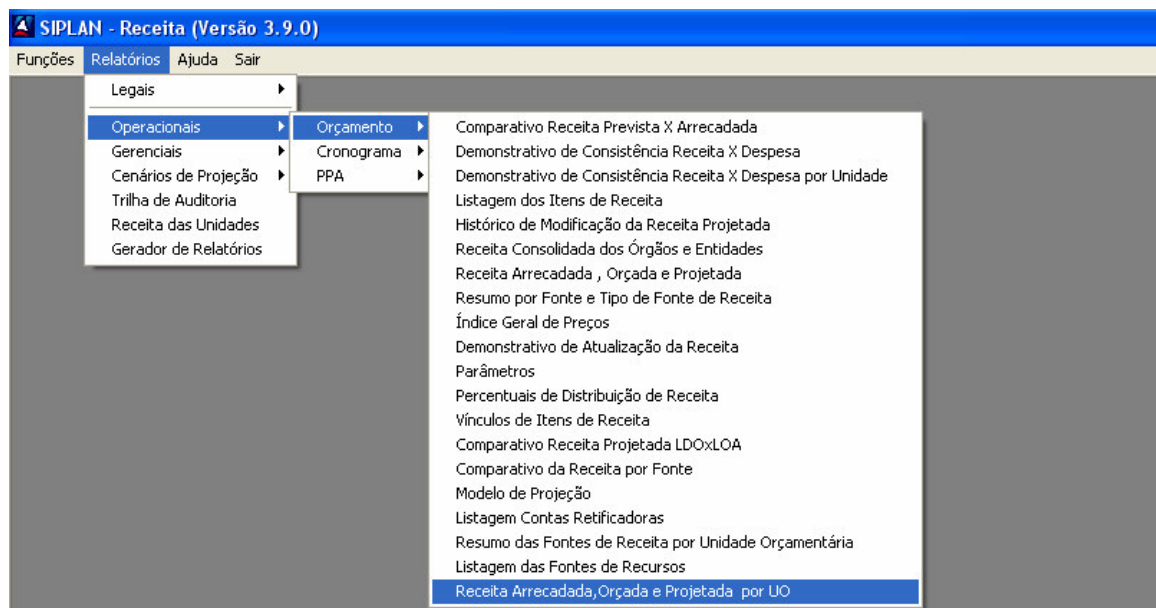 SIPLAN - Receita (Versão 3.9.0)
Funções Relatórios Ajuda Sair
Legais
Operacionais
Gerenciais
Cenários de Projeção
Trilha de Auditoria
Receita das Unidades
Gerador de Relatórios
Orçamento
Cronograma
PPA
Comparativo Receita Prevista X Arrecadada
Demonstrativo de Consistência Receita X Despesa
Demonstrativo de Consistência Receita X Despesa por Unidade
Listagem dos Itens de Receita
Histórico de Modificação da Receita Projetada
Receita Consolidada dos Órgãos e Entidades
Receita Arrecadada , Orçada e Projetada
Resumo por Fonte e Tipo de Fonte de Receita
Índice Geral de Preços
Demonstrativo de Atualização da Receita
Parâmetros
Percentuais de Distribuição de Receita
Vínculos de Itens de Receita
Comparativo Receita Projetada LDOxLOA
Comparativo da Receita por Fonte
Modelo de Projeção
Listagem Contas Retificadoras
Resumo das Fontes de Receita por Unidade Orçamentária
Listagem das Fontes de Recursos
Receita Arrecadada,Orçada e Projetada por UO